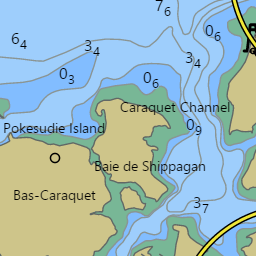 7₆
0₆
6₄
3₄
3₄
0₃
0₆
Caraquet Channel
Pokesudie Island
0₉
Baie de Shippagan
Bas-Caraquet
3₇